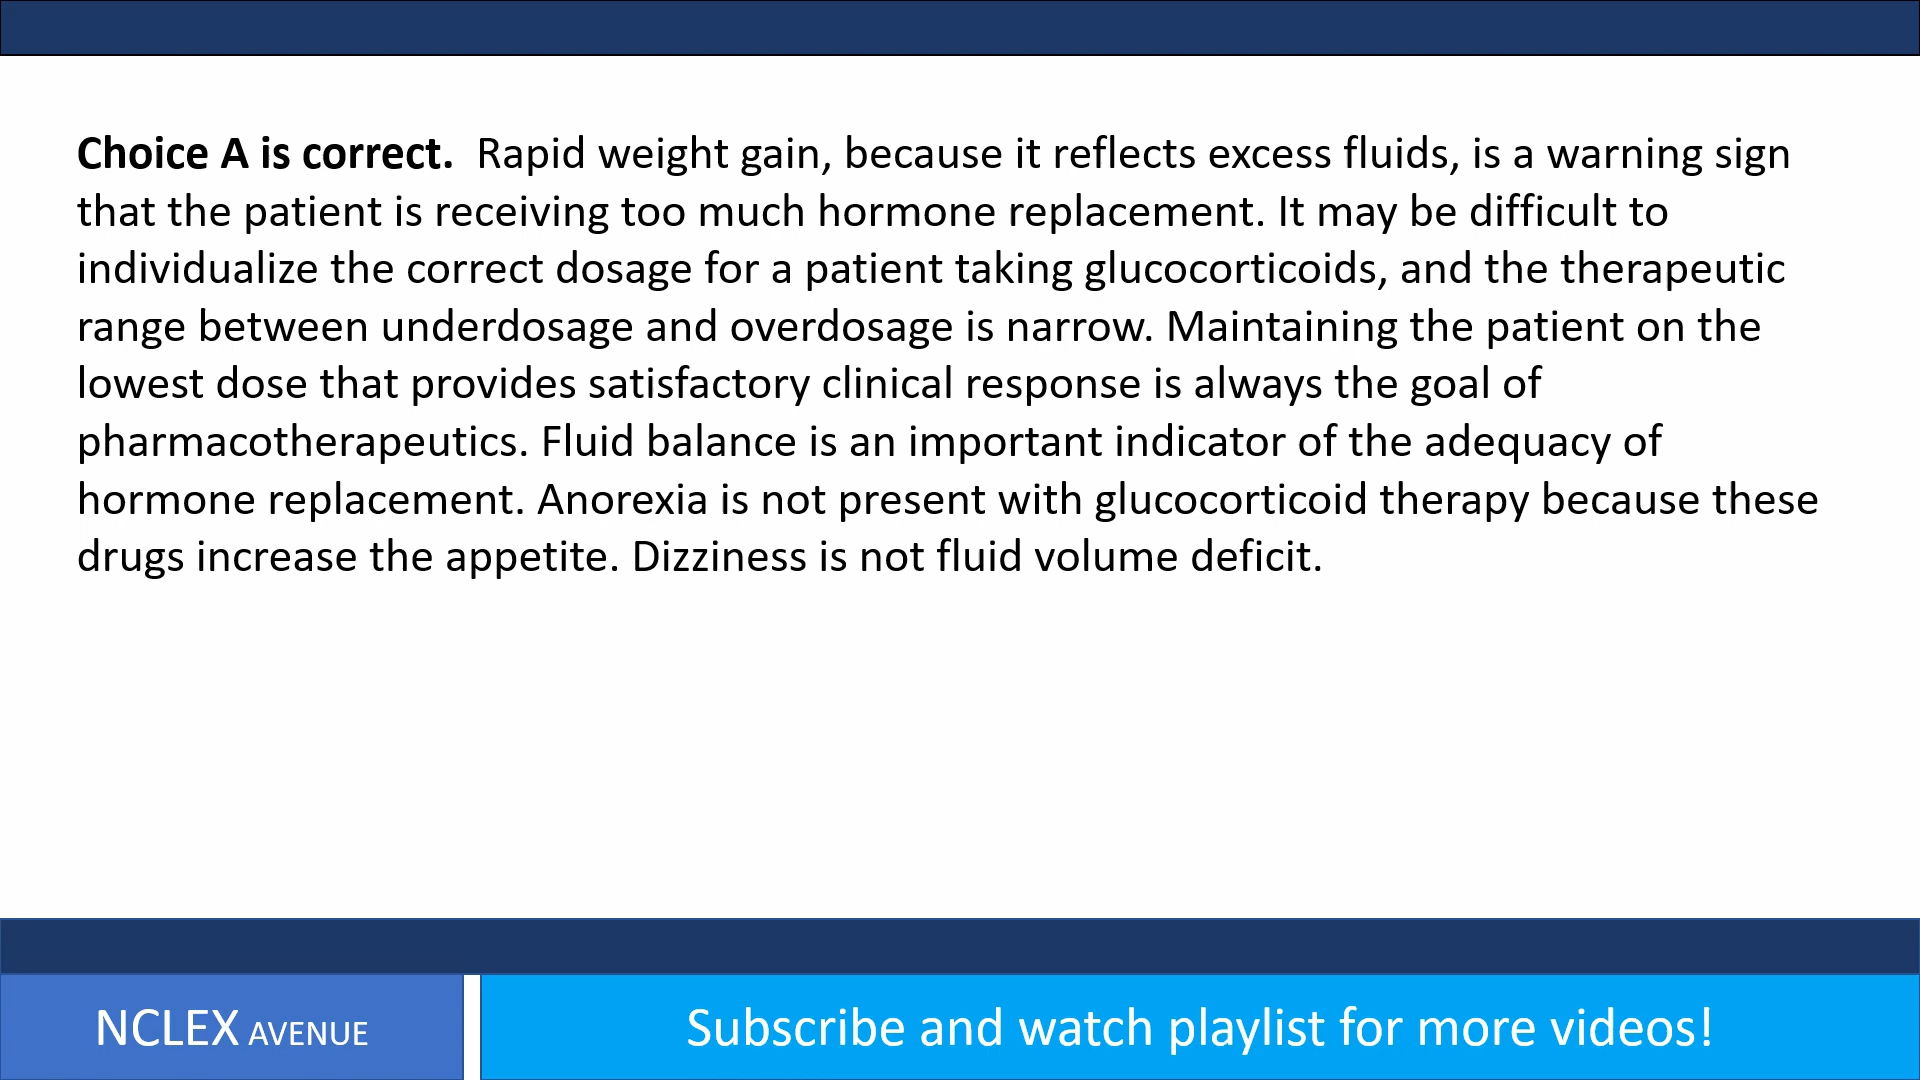 Choice A is correct.  Rapid weight gain, because it reflects excess fluids, is a warning sign
that the patient is receiving too much hormone replacement. It may be difficult to
individualize the correct dosage for a patient taking glucocorticoids, and the therapeutic
range between underdosage and overdosage is narrow. Maintaining the patient on the
lowest dose that provides satisfactory clinical response is always the goal of
pharmacotherapeutics. Fluid balance is an important indicator of the adequacy of
hormone replacement. Anorexia is not present with glucocorticoid therapy because these
drugs increase the appetite. Dizziness is not fluid volume deficit.
NCLEX AVENUE
Subscribe and watch playlist for more videos!